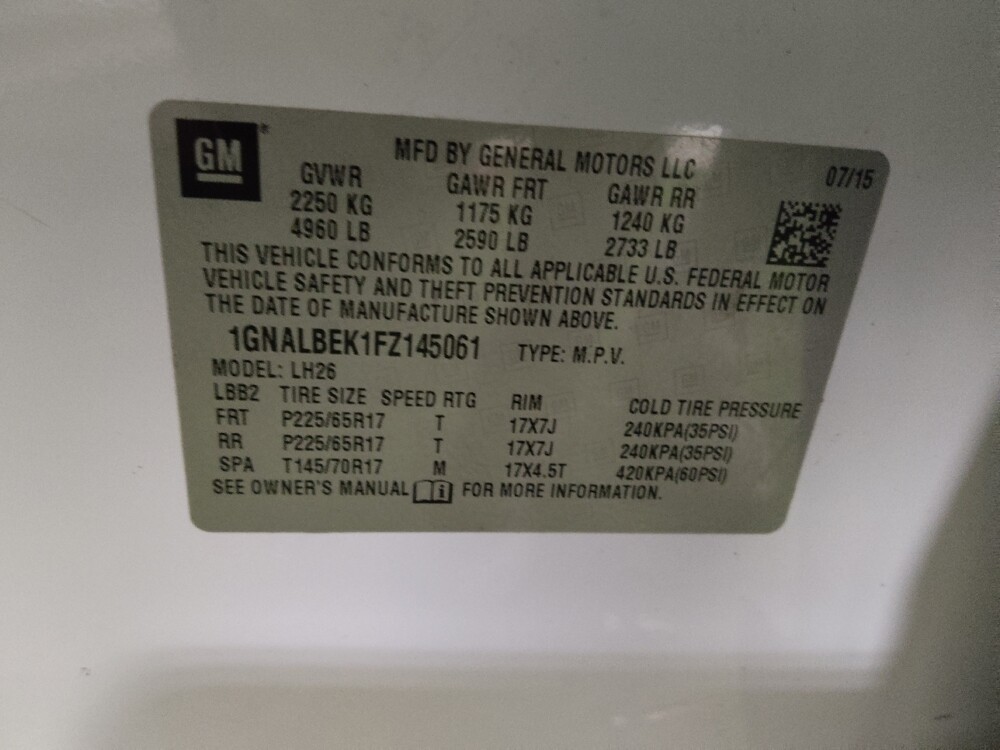 GM
MFD BY GENERAL MOTORS LLC 07/15
GVWR GAWR FRT GAWR RR
2250 KG 1175 KG 1240 KG
4960 LB 2590 LB 2733 LB
THIS VEHICLE CONFORMS TO ALL APPLICABLE U.S. FEDERAL MOTOR
VEHICLE SAFETY AND THEFT PREVENTION STANDARDS IN EFFECT ON
THE DATE OF MANUFACTURE SHOWN ABOVE.
1GNALBEK1FZ145061 TYPE: M.P.V.
MODEL: LH26
LBB2 TIRE SIZE SPEED RTG RIM COLD TIRE PRESSURE
FRT P225/65R17 T 17X7J 240KPA(35PSI)
RR P225/65R17 T 17X7J 240KPA(35PSI)
SPA T145/70R17 M 17X4.5T 420KPA(60PSI)
SEE OWNER'S MANUAL i FOR MORE INFORMATION.